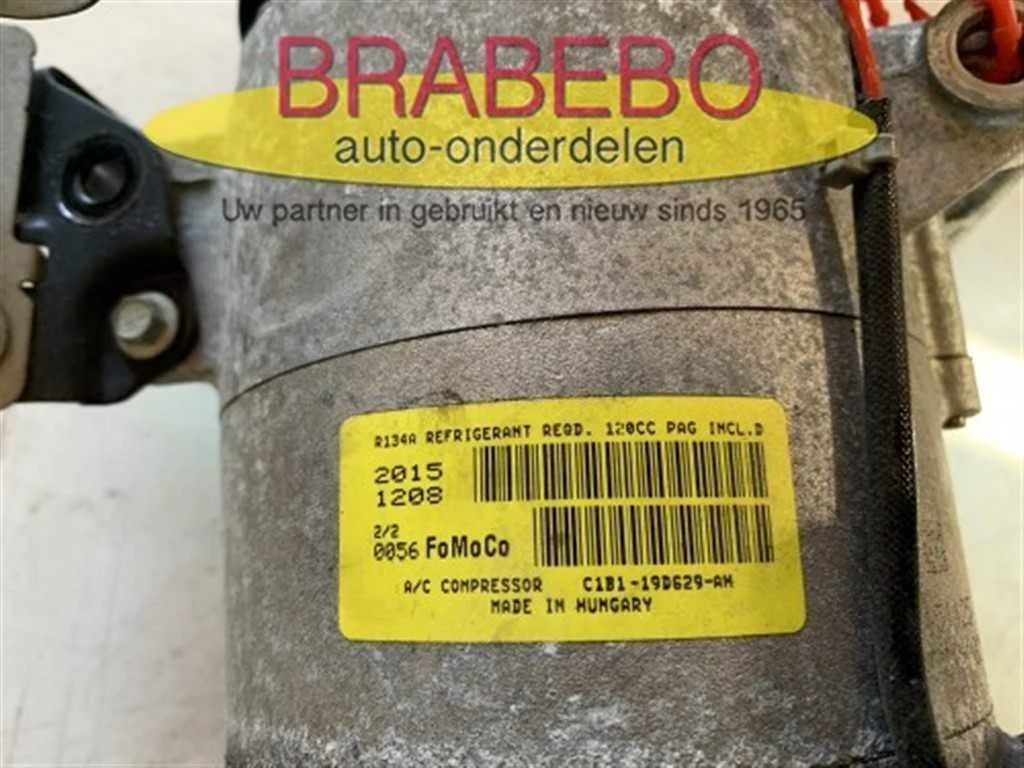 BRABEBO
auto-onderdelen
Uw partner in gebruikt en nieuw sinds 1965
R134A REFRIGERANT REQD. 120CC PAG INCL.D
2015
1208
2/2
0056 FoMoCo
A/C COMPRESSOR C1B1-19D629-AM
MADE IN HUNGARY